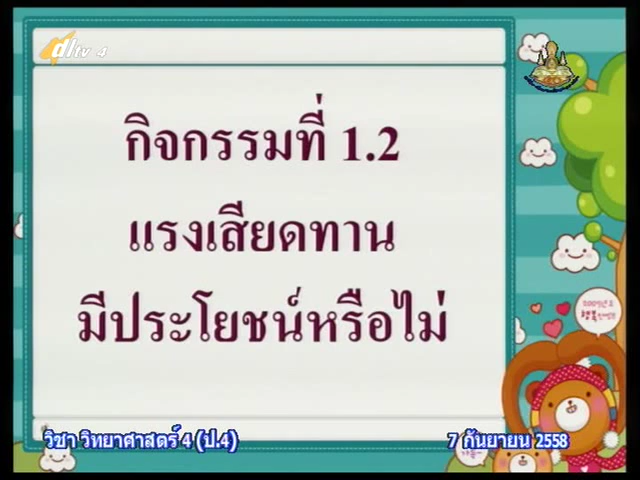 dltv 4
กิจกรรมที่ 1.2
แรงเสียดทาน
มีประโยชน์หรือไม่
วิชา วิทยาศาสตร์ 4 (ป.4)
7 กันยายน 2558